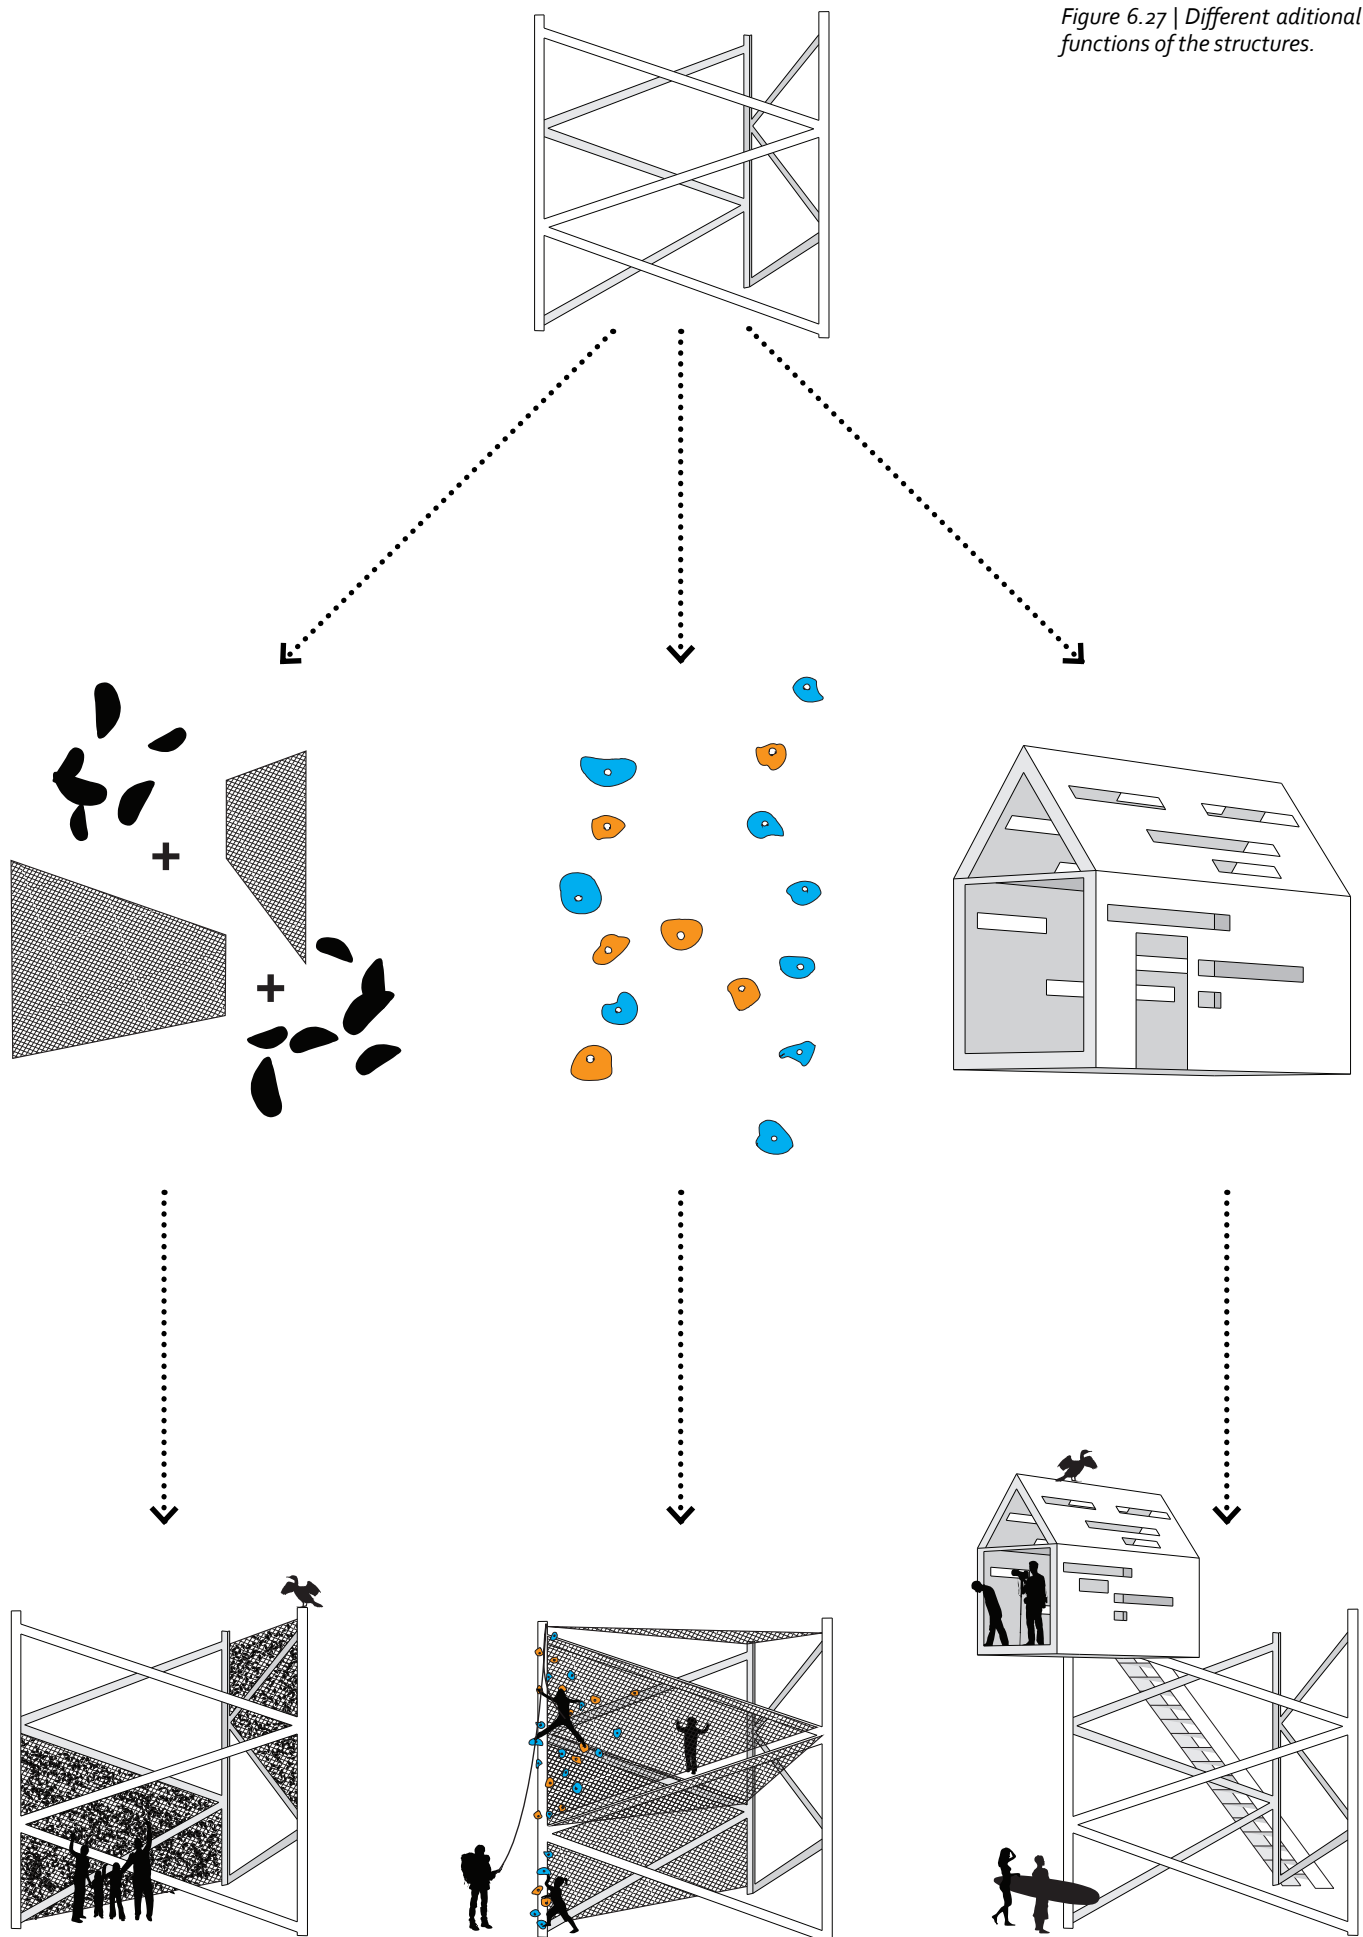 Figure 6.27 | Different aditional
functions of the structures.